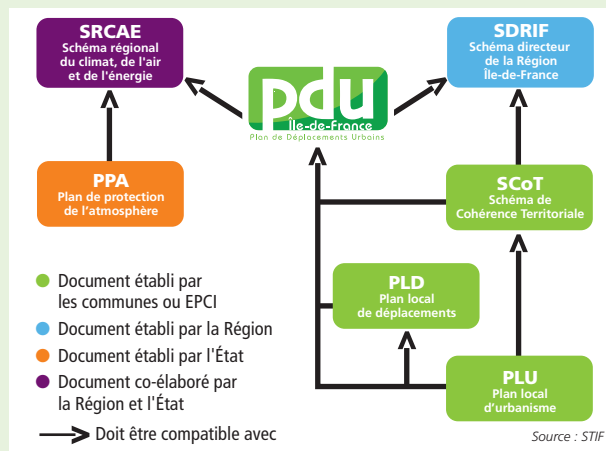 SRCAE
Schéma régional
du climat, de l'air
et de l'énergie
pdu
Île-de-France
Plan de Déplacements Urbains
SDRIF
Schéma directeur
de la Région
Île-de-France
PPA
Plan de protection
de l'atmosphère
SCoT
Schéma de
Cohérence Territoriale
PLD
Plan local
de déplacements
PLU
Plan local
d'urbanisme
Document établi par
les communes ou EPCI
Document établi par la Région
Document établi par l'État
Document co-élaboré par
la Région et l'État
Doit être compatible avec
Source : STIF